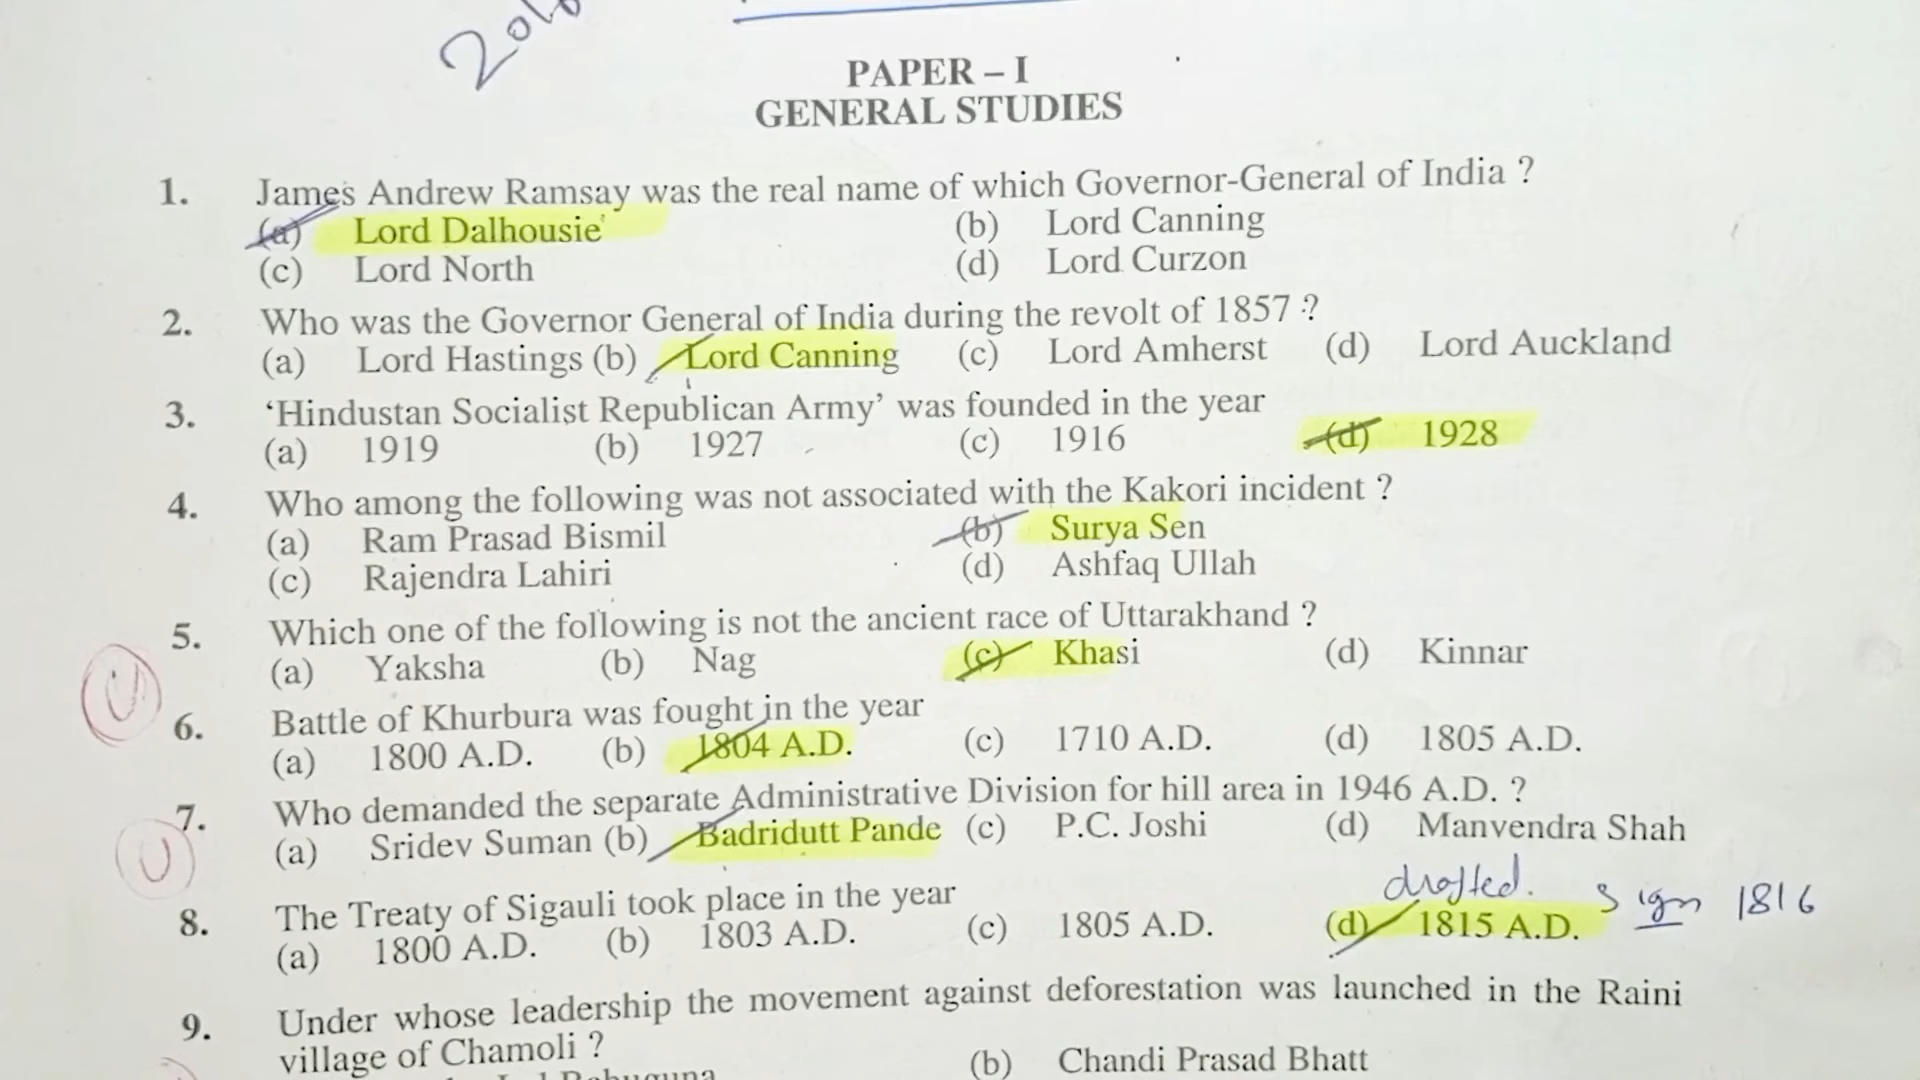 PAPER – I
GENERAL STUDIES
1. James Andrew Ramsay was the real name of which Governor-General of India ?
(a) Lord Dalhousie (b) Lord Canning
(c) Lord North (d) Lord Curzon
2. Who was the Governor General of India during the revolt of 1857 ?
(a) Lord Hastings (b) Lord Canning (c) Lord Amherst (d) Lord Auckland
3. ‘Hindustan Socialist Republican Army’ was founded in the year
(a) 1919 (b) 1927 (c) 1916 (d) 1928
4. Who among the following was not associated with the Kakori incident ?
(a) Ram Prasad Bismil (b) Surya Sen
(c) Rajendra Lahiri (d) Ashfaq Ullah
5. Which one of the following is not the ancient race of Uttarakhand ?
(a) Yaksha (b) Nag (c) Khasi (d) Kinnar
U
6. Battle of Khurbura was fought in the year
(a) 1800 A.D. (b) 1804 A.D. (c) 1710 A.D. (d) 1805 A.D.
7. Who demanded the separate Administrative Division for hill area in 1946 A.D. ?
(a) Sridev Suman (b) Badridutt Pande (c) P.C. Joshi (d) Manvendra Shah
U
drafted. Sign 1816
8. The Treaty of Sigauli took place in the year
(a) 1800 A.D. (b) 1803 A.D. (c) 1805 A.D. (d) 1815 A.D.
9. Under whose leadership the movement against deforestation was launched in the Raini
village of Chamoli ?
(b) Chandi Prasad Bhatt